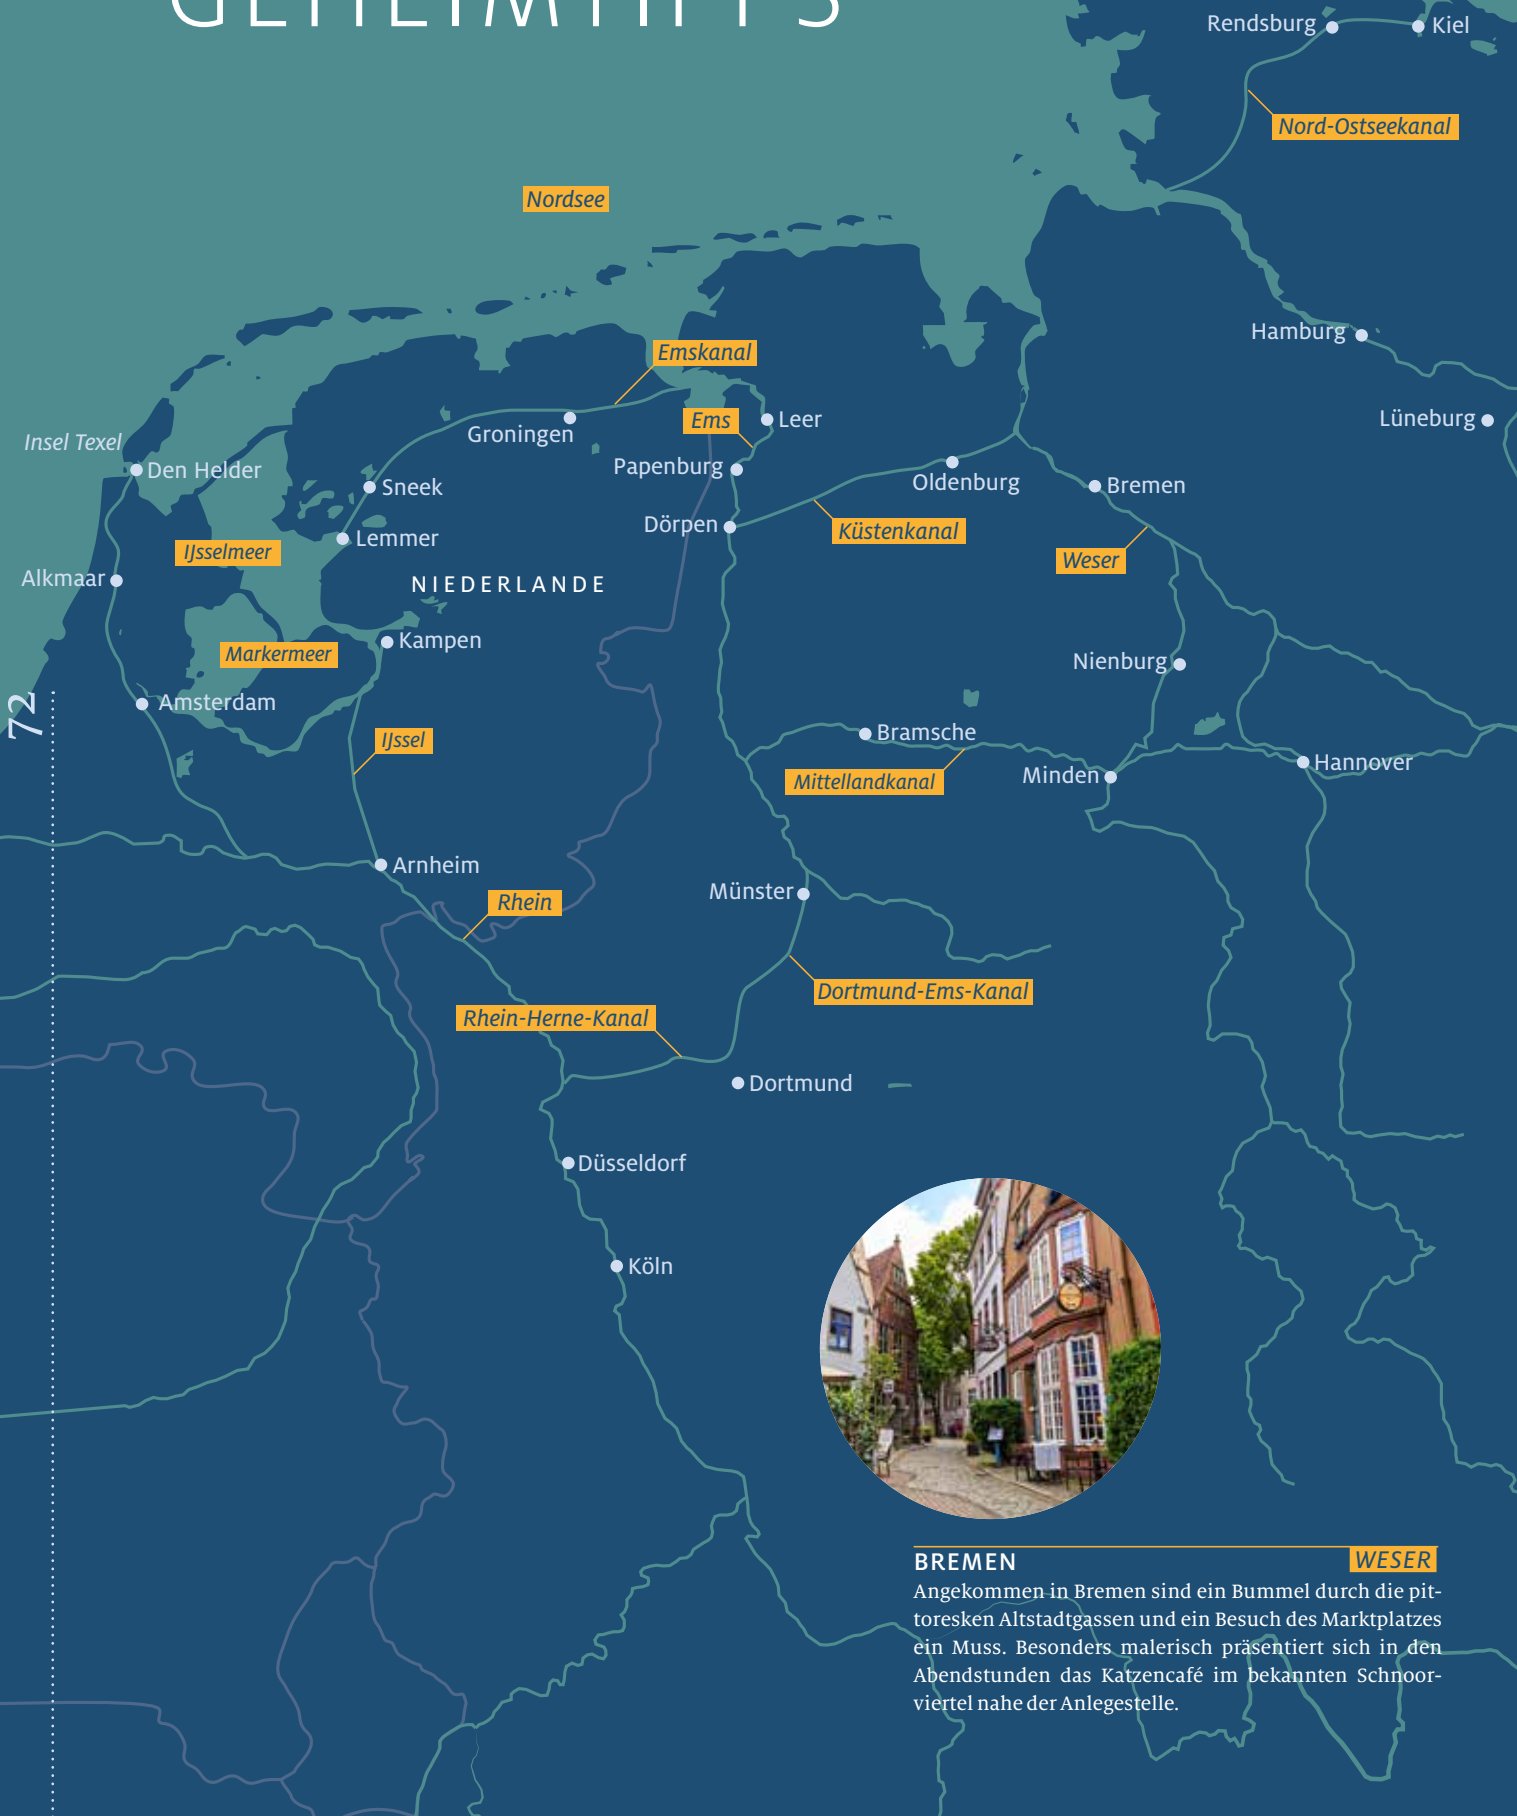 GEHEIMTIPPS
Rendsburg
Kiel
Nord-Ostseekanal
Nordsee
Hamburg
Emskanal
Ems
Leer
Lüneburg
Groningen
Insel Texel
Den Helder
Papenburg
Sneek
Oldenburg
Bremen
Dörpen
Küstenkanal
Lemmer
IJsselmeer
Weser
Alkmaar
NIEDERLANDE
Kampen
Markermeer
Nienburg
Amsterdam
72
IJssel
Bramsche
Mittellandkanal
Minden
Hannover
Arnheim
Münster
Rhein
Dortmund-Ems-Kanal
Rhein-Herne-Kanal
Dortmund
Düsseldorf
Köln
BREMEN
WESER
Angekommen in Bremen sind ein Bummel durch die pit-
toresken Altstadtgassen und ein Besuch des Marktplatzes
ein Muss. Besonders malerisch präsentiert sich in den
Abendstunden das Katzencafé im bekannten Schnoor-
viertel nahe der Anlegestelle.